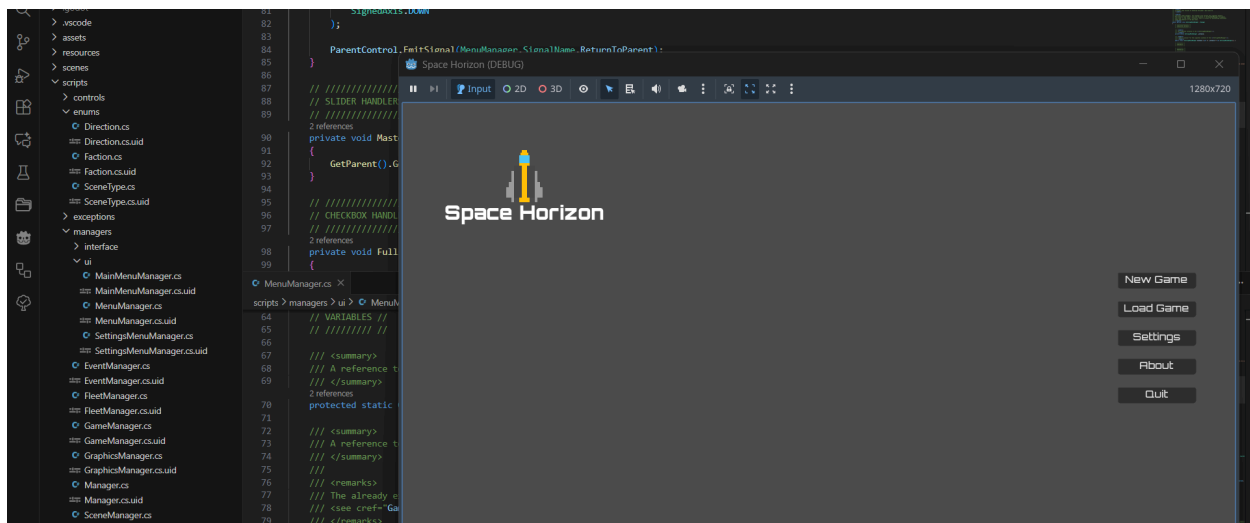 .vscode
assets
resources
scenes
scripts
controls
enums
Direction.cs
Direction.cs.uid
Faction.cs
Faction.cs.uid
SceneType.cs
SceneType.cs.uid
exceptions
managers
interface
ui
MainMenuManager.cs
MainMenuManager.cs.uid
MenuManager.cs
MenuManager.cs.uid
SettingsMenuManager.cs
SettingsMenuManager.cs.uid
EventManager.cs
EventManager.cs.uid
FleetManager.cs
FleetManager.cs.uid
GameManager.cs
GameManager.cs.uid
GraphicsManager.cs
GraphicsManager.cs.uid
Manager.cs
Manager.cs.uid
SceneManager.cs
81 SignedAxis.DOWN
82 );
83
84 ParentControl.EmitSignal(MenuManager.SignalName.ReturnToParent);
85 }
86
87 // /////////////
88 // SLIDER HANDLER
89 // /////////////
2 references
90 private void Mast
91 {
92 GetParent().G
93 }
94
95 // /////////////
96 // CHECKBOX HANDL
97 // /////////////
2 references
98 private void Full
99 {
MenuManager.cs
scripts > managers > ui > MenuM
64 // VARIABLES //
65 // ///////// //
66
67 /// <summary>
68 /// A reference t
69 /// </summary>
2 references
70 protected static
71
72 /// <summary>
73 /// A reference t
74 /// </summary>
75 ///
76 /// <remarks>
77 /// The already e
78 /// <see cref="Ga
79 /// </remarks>
Space Horizon (DEBUG)
Input 2D 3D 1280x720
Space Horizon
New Game
Load Game
Settings
About
Quit